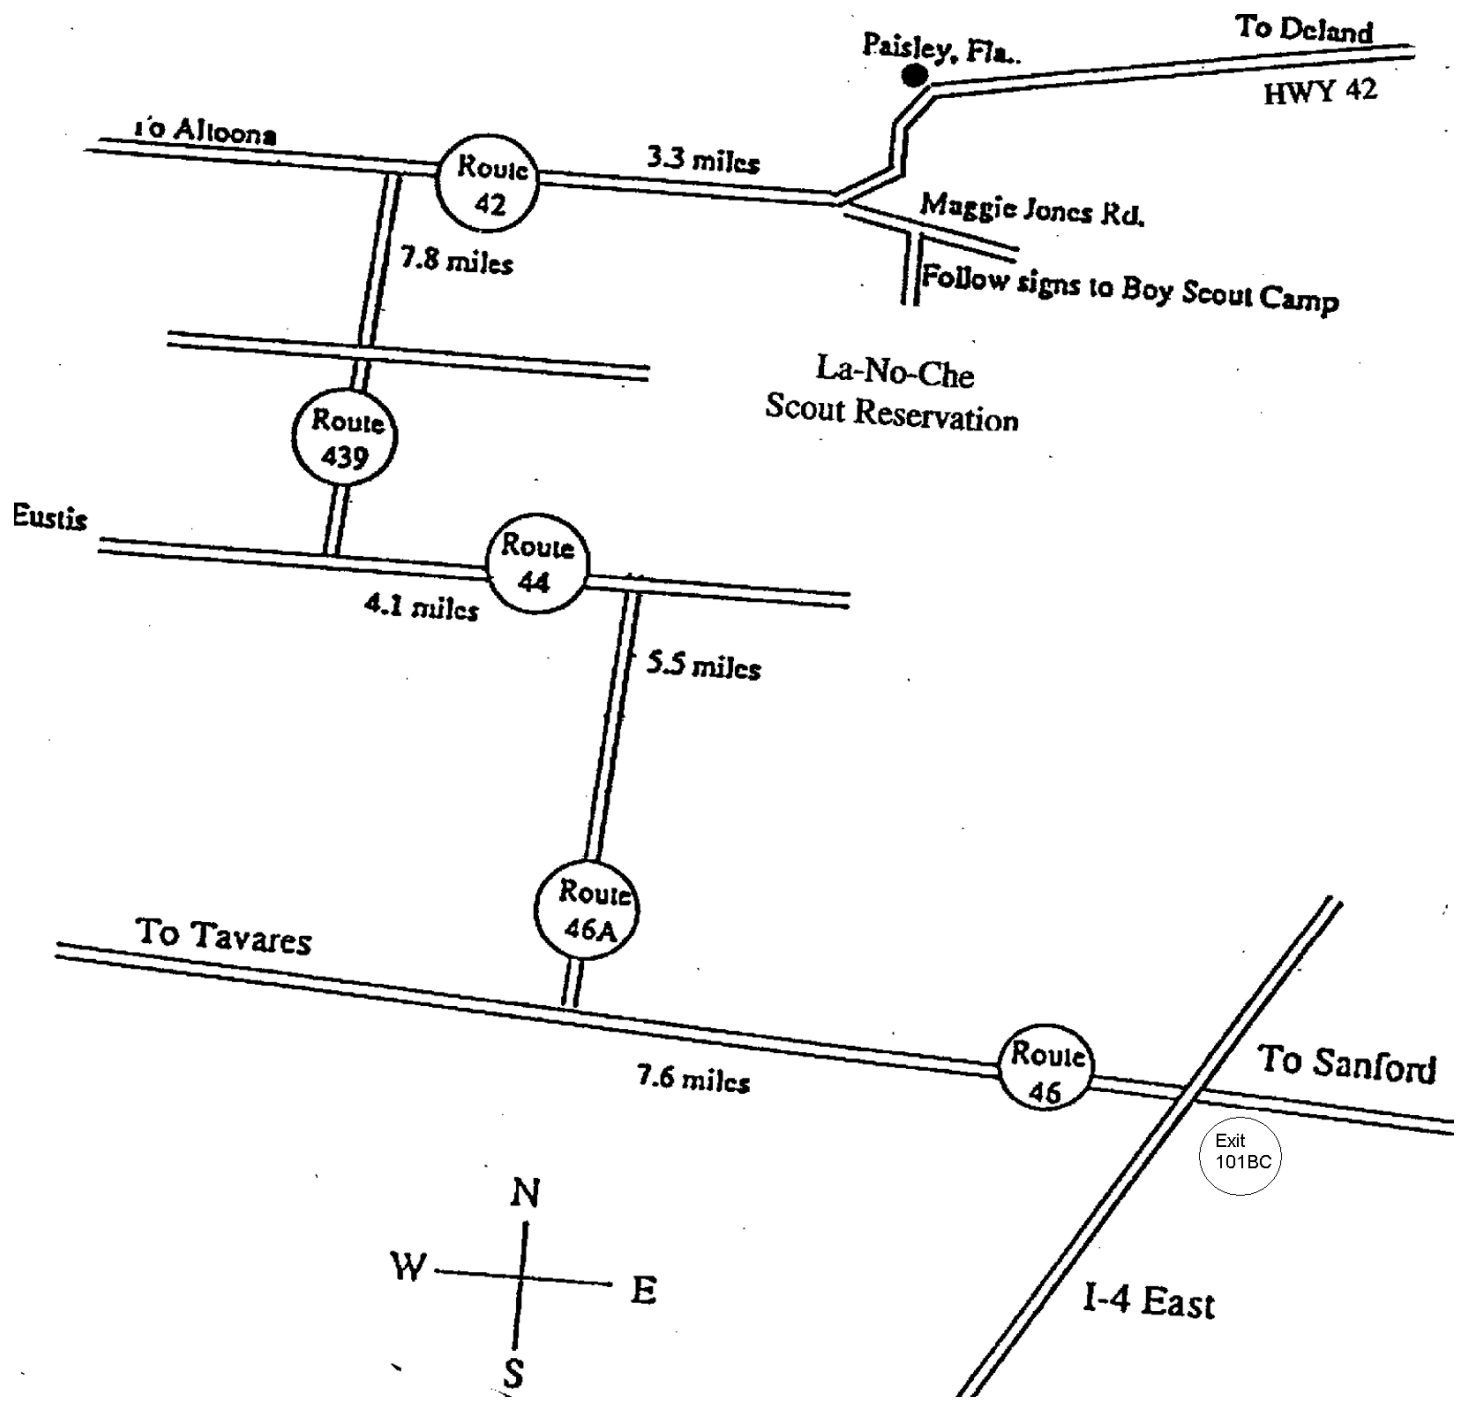 To Deland
Paisley, Fla..
HWY 42
To Altoona
Route
42
3.3 miles
Maggie Jones Rd.
7.8 miles
Follow signs to Boy Scout Camp
La-No-Che
Scout Reservation
Route
439
Eustis
Route
44
4.1 miles
5.5 miles
Route
46A
To Tavares
Route
46
To Sanford
7.6 miles
Exit
101BC
N
W
E
S
I-4 East